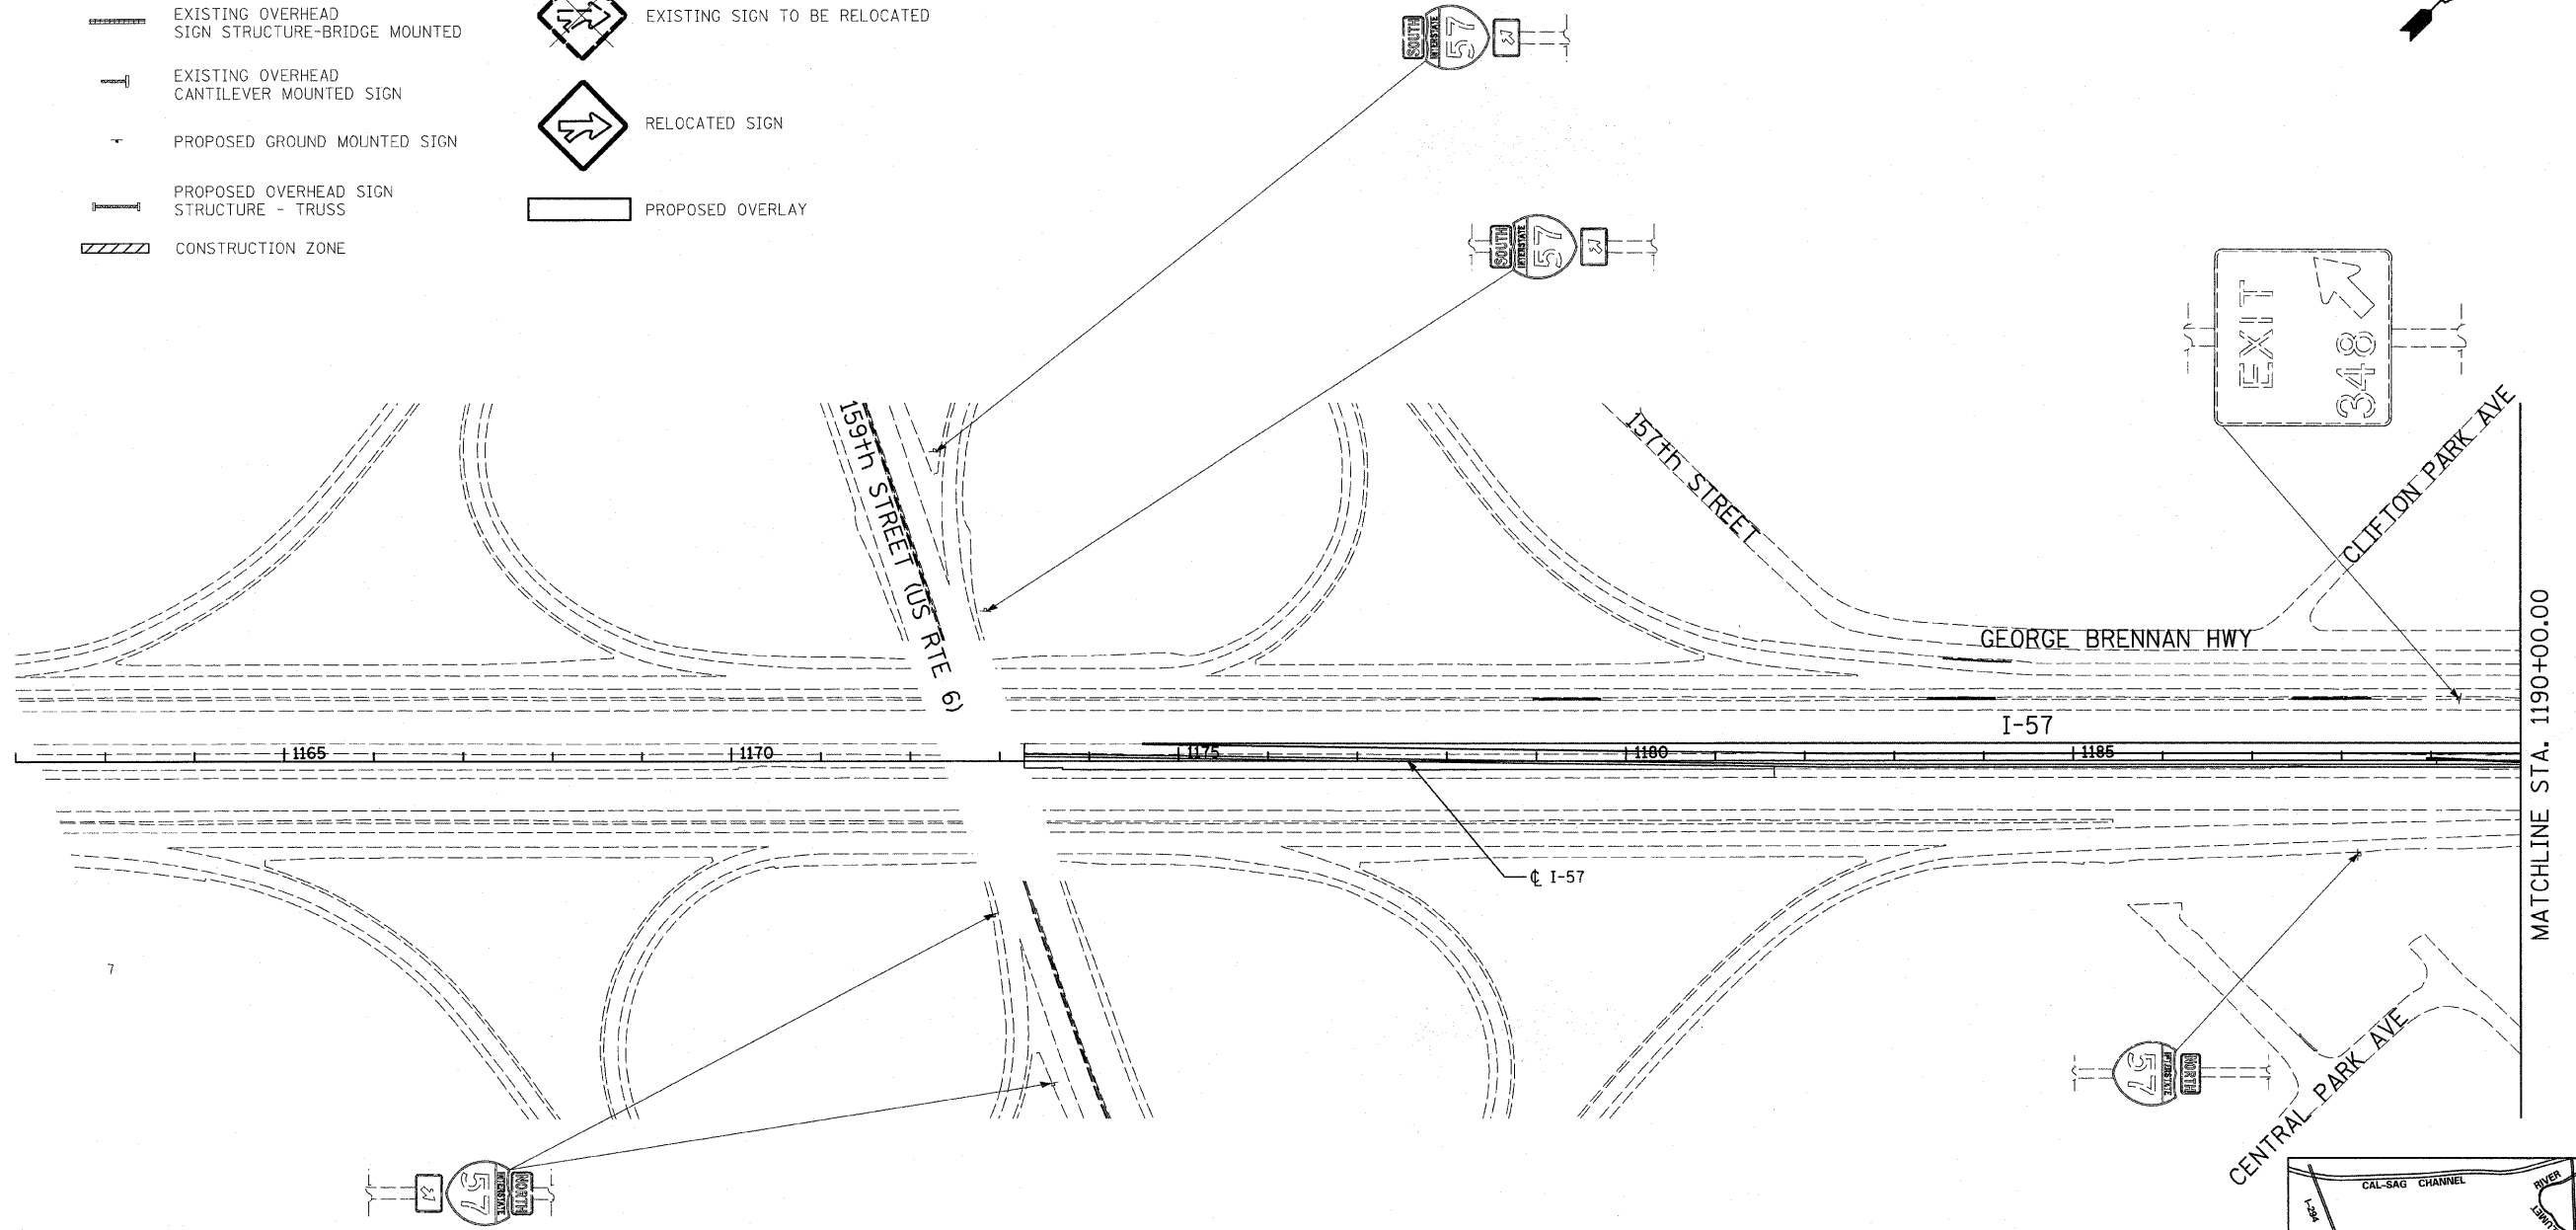 EXISTING OVERHEAD
SIGN STRUCTURE-BRIDGE MOUNTED
EXISTING OVERHEAD
CANTILEVER MOUNTED SIGN
PROPOSED GROUND MOUNTED SIGN
PROPOSED OVERHEAD SIGN
STRUCTURE - TRUSS
CONSTRUCTION ZONE
EXISTING SIGN TO BE RELOCATED
RELOCATED SIGN
PROPOSED OVERLAY
SOUTH
INTERSTATE
57
SOUTH
INTERSTATE
57
EXIT
348
159th STREET (US RTE 6)
157th STREET
CLIFTON PARK AVE
GEORGE BRENNAN HWY
I-57
1165
1170
1175
1180
1185
MATCHLINE STA. 1190+00.00
℄ I-57
7
NORTH
INTERSTATE
57
NORTH
INTERSTATE
57
CENTRAL PARK AVE
CAL-SAG CHANNEL
RIVER
I-294